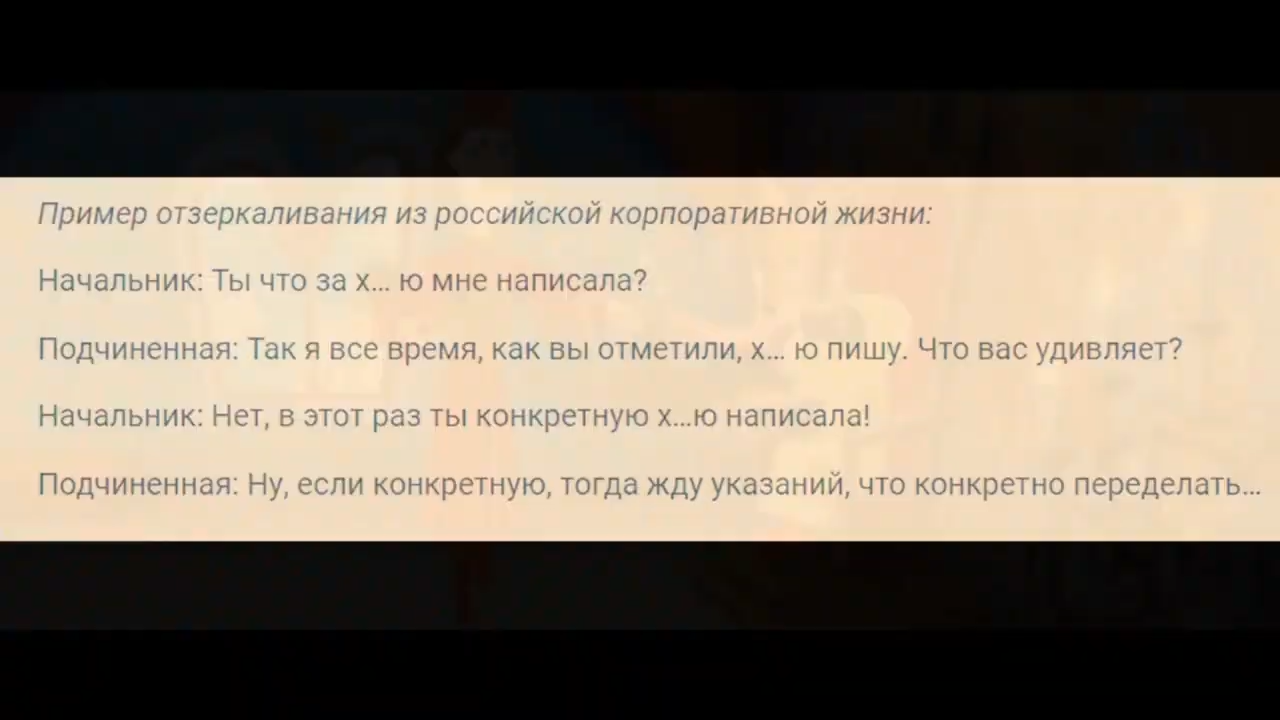 Пример отзеркаливания из российской корпоративной жизни:
Начальник: Ты что за х... ю мне написала?
Подчиненная: Так я все время, как вы отметили, х... ю пишу. Что вас удивляет?
Начальник: Нет, в этот раз ты конкретную х...ю написала!
Подчиненная: Ну, если конкретную, тогда жду указаний, что конкретно переделать...